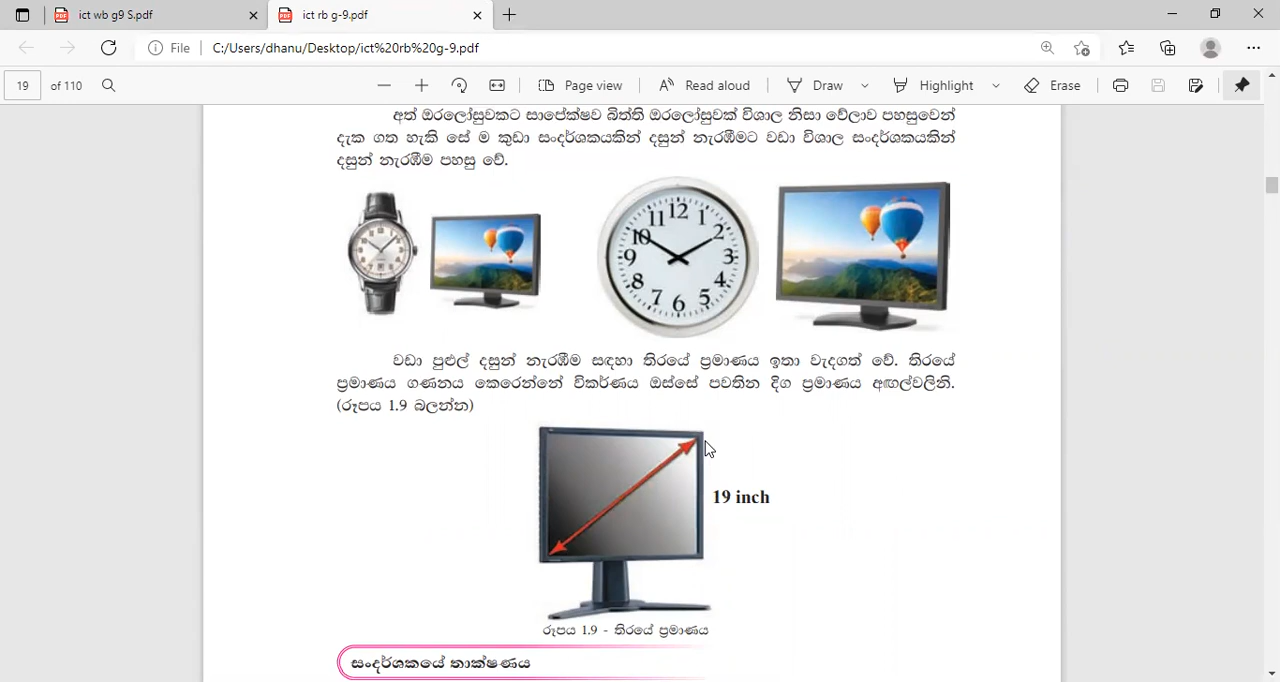 ict wb g9 S.pdf
ict rb g-9.pdf
File
C:/Users/dhanu/Desktop/ict%20rb%20g-9.pdf
19 of 110
Page view
Read aloud
Draw
Highlight
Erase
අත් ඔරලෝසුවකට සාපේක්ෂව බිත්ති ඔරලෝසුවක් විශාල නිසා වේලාව පහසුවෙන්
දැක ගත හැකි සේ ම කුඩා සංදර්ශකයකින් දසුන් නැරඹීමට වඩා විශාල සංදර්ශකයකින්
දසුන් නැරඹීම පහසු වේ.
12
11 1
10 2
9 3
8 4
7 5
6
වඩා පුළුල් දසුන් නැරඹීම සඳහා තිරයේ ප්‍රමාණය ඉතා වැදගත් වේ. තිරයේ
ප්‍රමාණය ගණනය කෙරෙන්නේ විකර්ණය ඔස්සේ පවතින දිග ප්‍රමාණය අඟල්වලිනි.
(රූපය 1.9 බලන්න)
19 inch
රූපය 1.9 - තිරයේ ප්‍රමාණය
සංදර්ශකයේ තාක්ෂණය